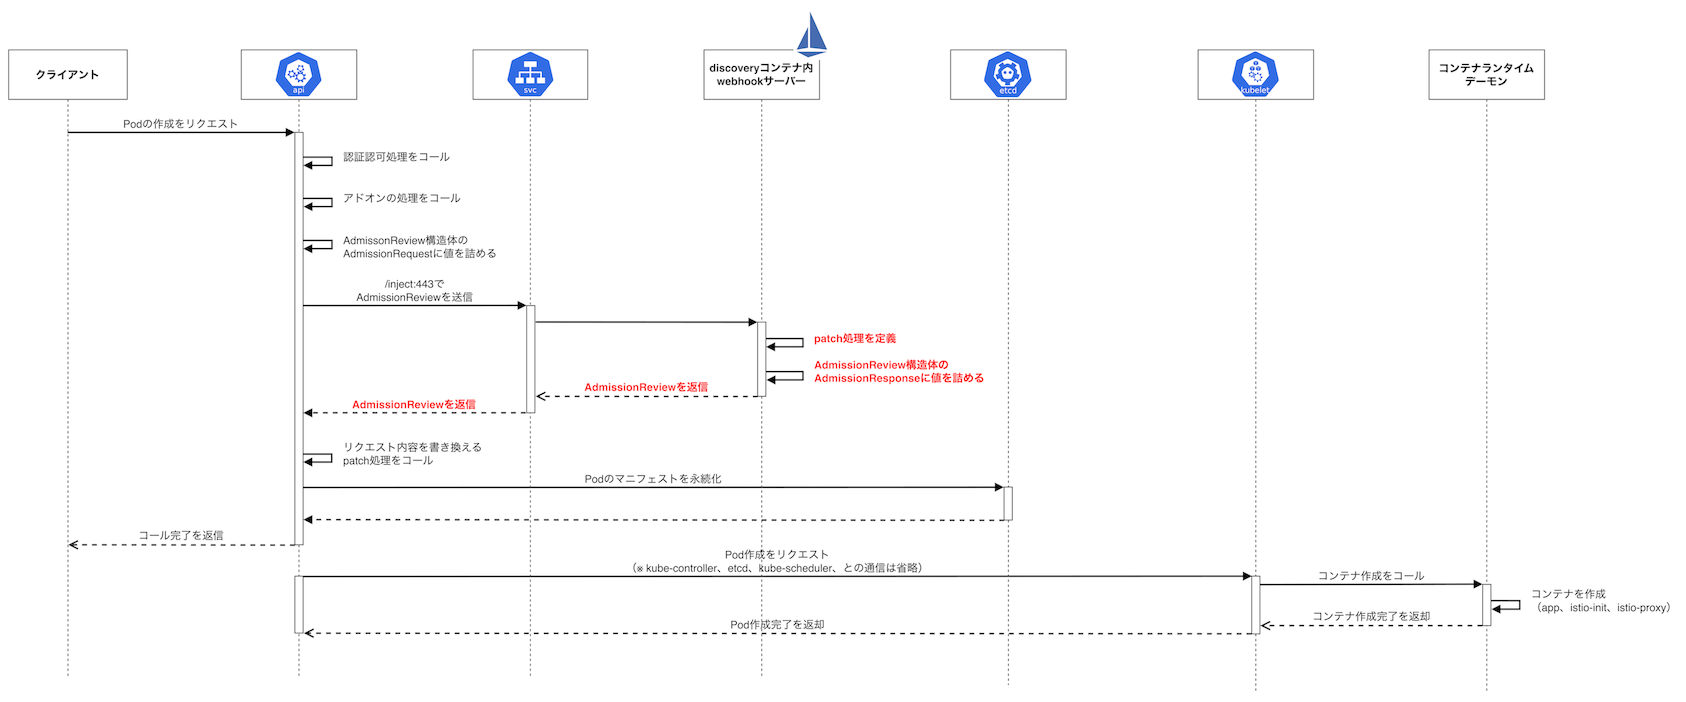 クライアント
api
svc
discoveryコンテナ内
webhookサーバー
etcd
kubelet
コンテナランタイム
デーモン
Podの作成をリクエスト
認証認可処理をコール
アドオンの処理をコール
AdmissonReview構造体の
AdmissionRequestに値を詰める
/inject:443で
AdmissionReviewを送信
patch処理を定義
AdmissionReview構造体の
AdmissionResponseに値を詰める
AdmissionReviewを返信
AdmissionReviewを返信
リクエスト内容を書き換える
patch処理をコール
Podのマニフェストを永続化
コール完了を返信
Pod作成をリクエスト
（※ kube-controller、etcd、kube-scheduler、との通信は省略）
コンテナ作成をコール
コンテナを作成
（app、istio-init、istio-proxy）
コンテナ作成完了を返却
Pod作成完了を返却